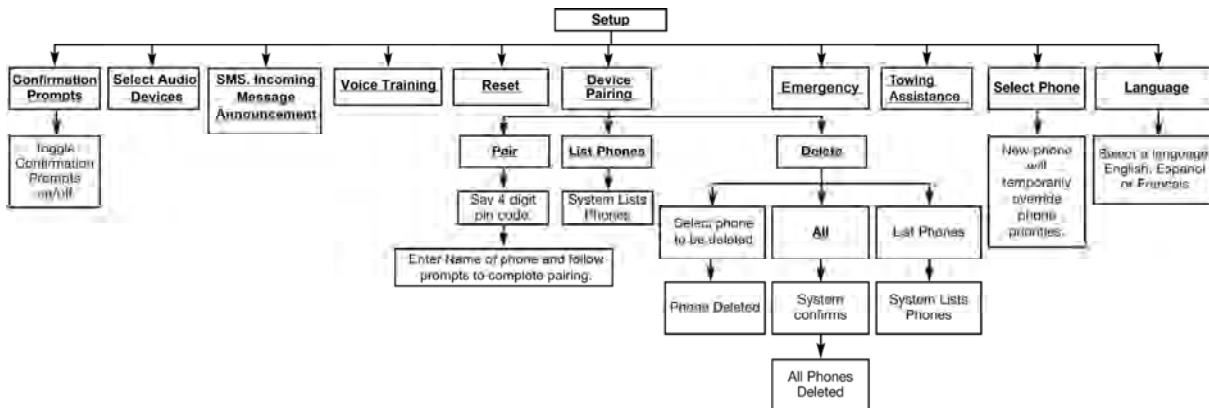 Setup
Confirmation
Prompts
Select Audio
Devices
SMS. Incoming
Message
Announcement
Voice Training
Reset
Device
Pairing
Emergency
Towing
Assistance
Select Phone
Language
Toggle
Confirmation
Prompts
on/off.
Pair
List Phones
Delete
New phone
will
temporarily
override
phone
priorities.
Select a language
English, Español
or Français
Say 4 digit
pin code.
System Lists
Phones
Select phone
to be deleted
All
List Phones
Enter Name of phone and follow
prompts to complete pairing.
Phone Deleted
System
confirms
System Lists
Phones
All Phones
Deleted